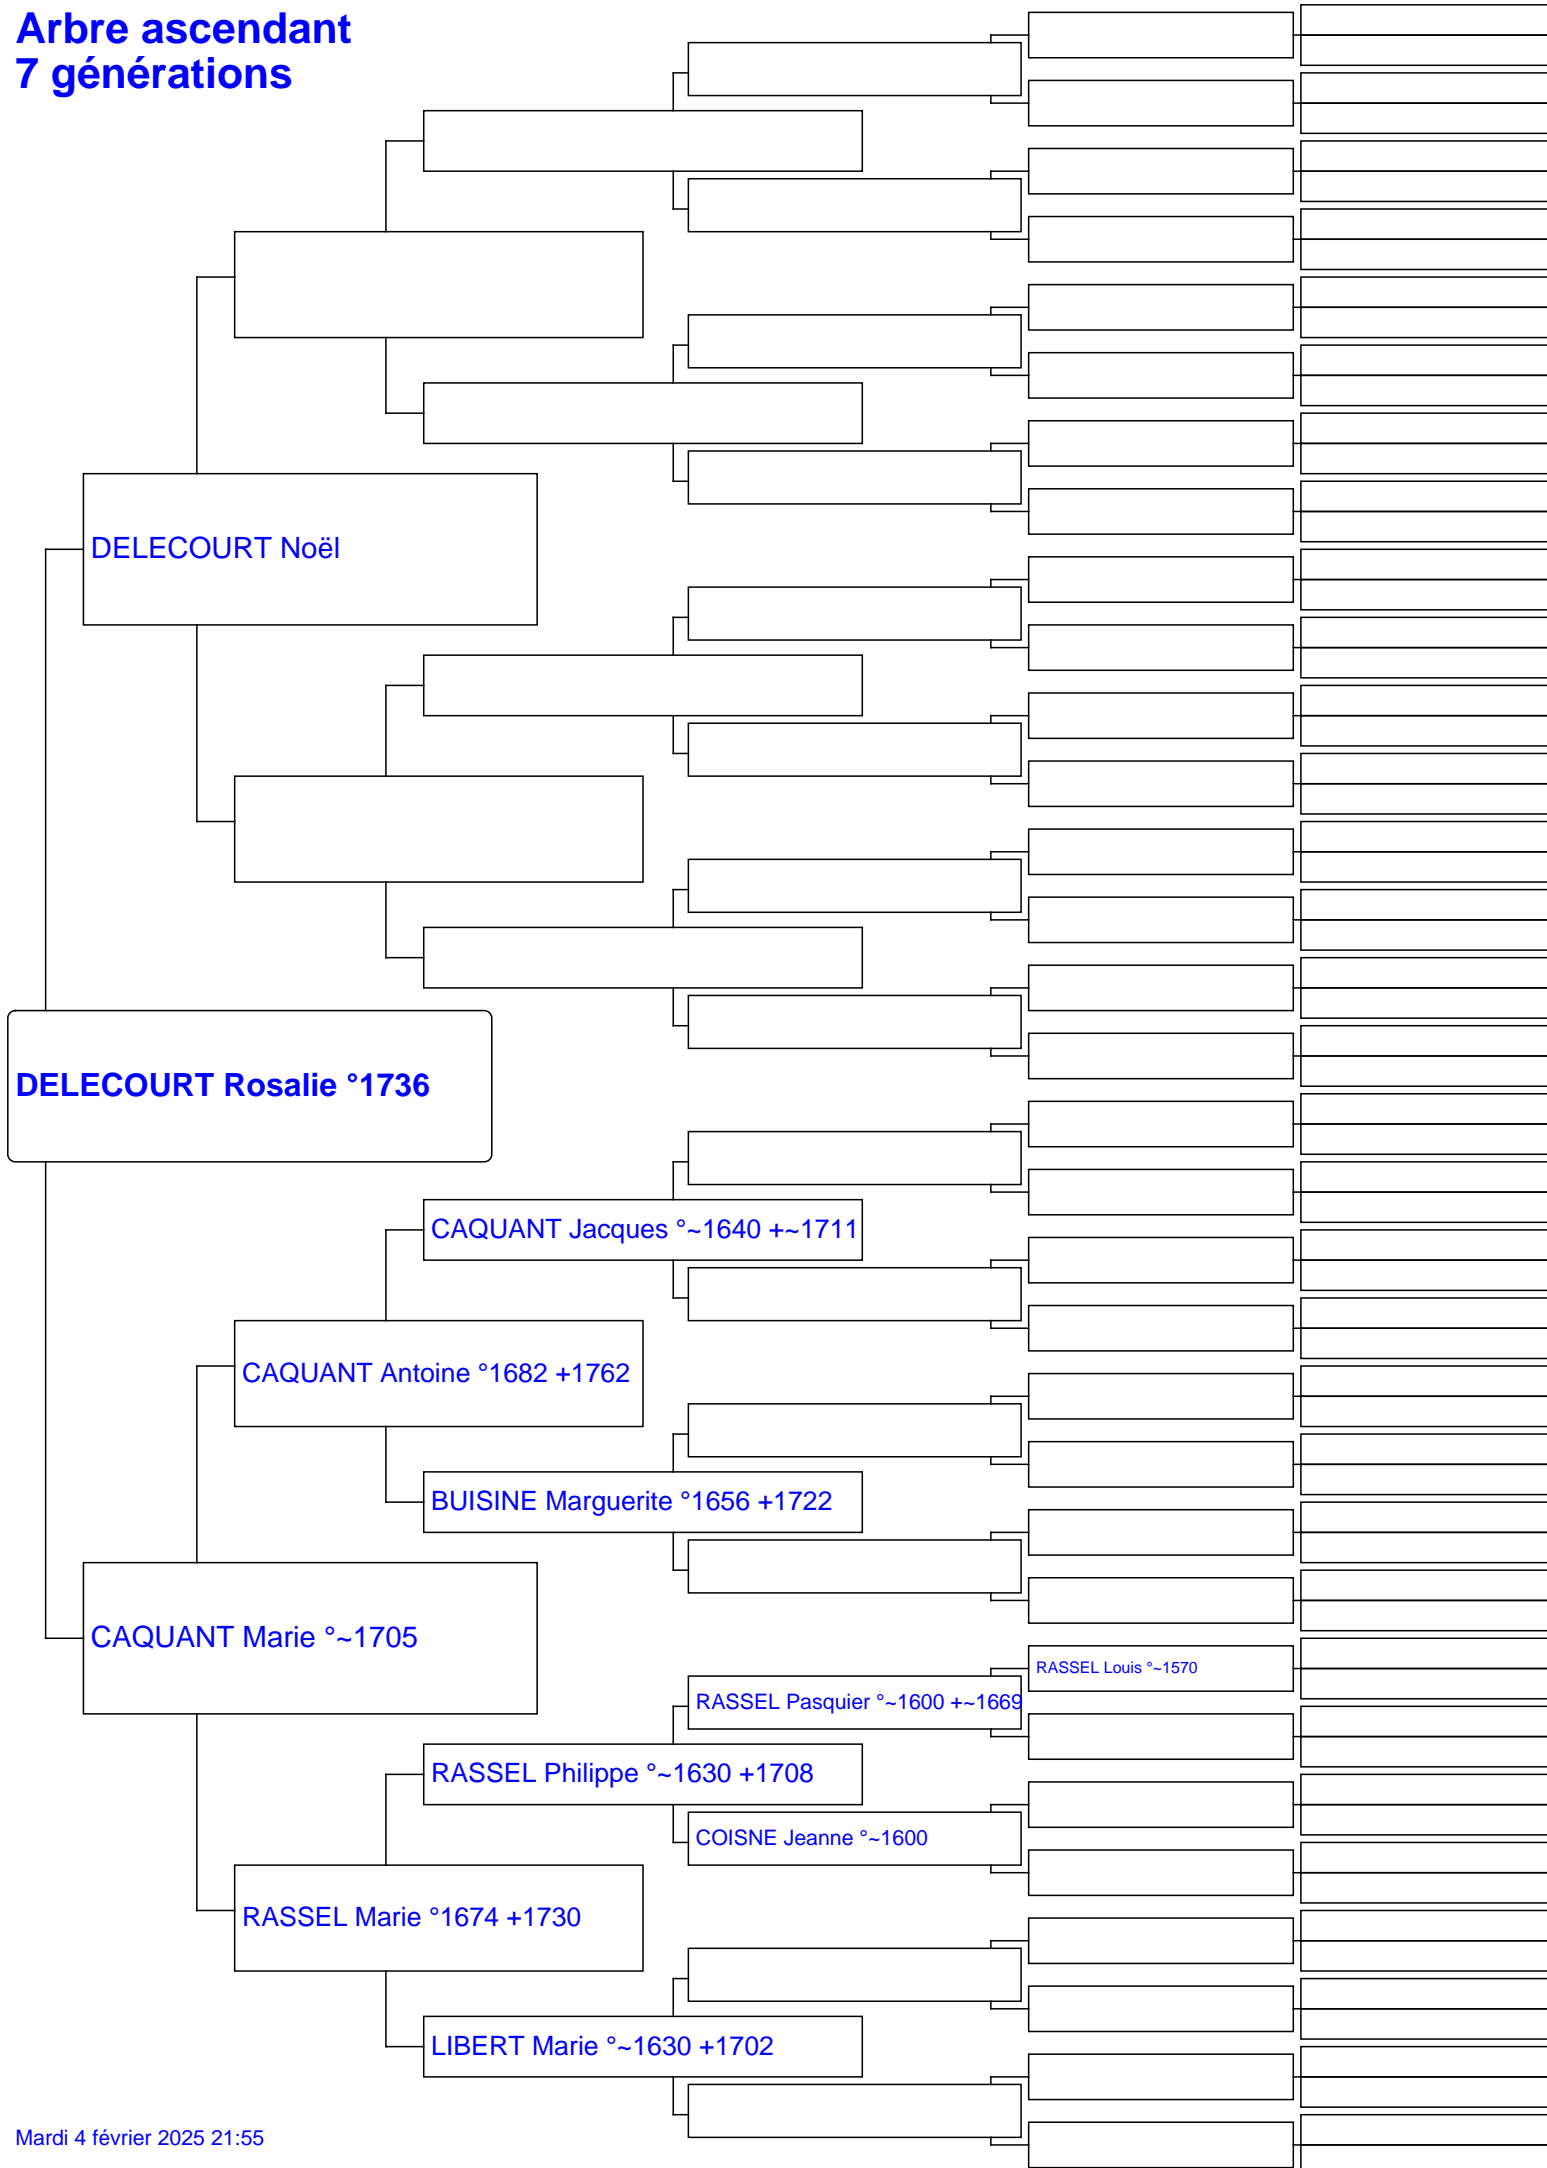 Arbre ascendant
7 générations
DELECOURT Noël
DELECOURT Rosalie °1736
CAQUANT Jacques °~1640 +~1711
CAQUANT Antoine °1682 +1762
BUISINE Marguerite °1656 +1722
CAQUANT Marie °~1705
RASSEL Louis °~1570
RASSEL Pasquier °~1600 +~1669
RASSEL Philippe °~1630 +1708
COISNE Jeanne °~1600
RASSEL Marie °1674 +1730
LIBERT Marie °~1630 +1702
Mardi 4 février 2025 21:55